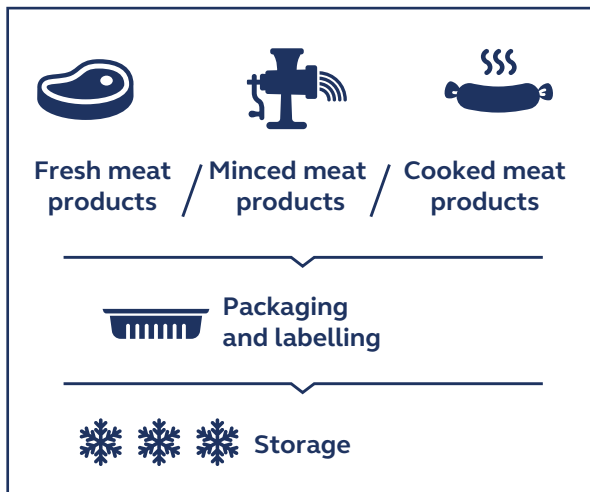 Fresh meat products / Minced meat products / Cooked meat products
Packaging
and labelling
Storage